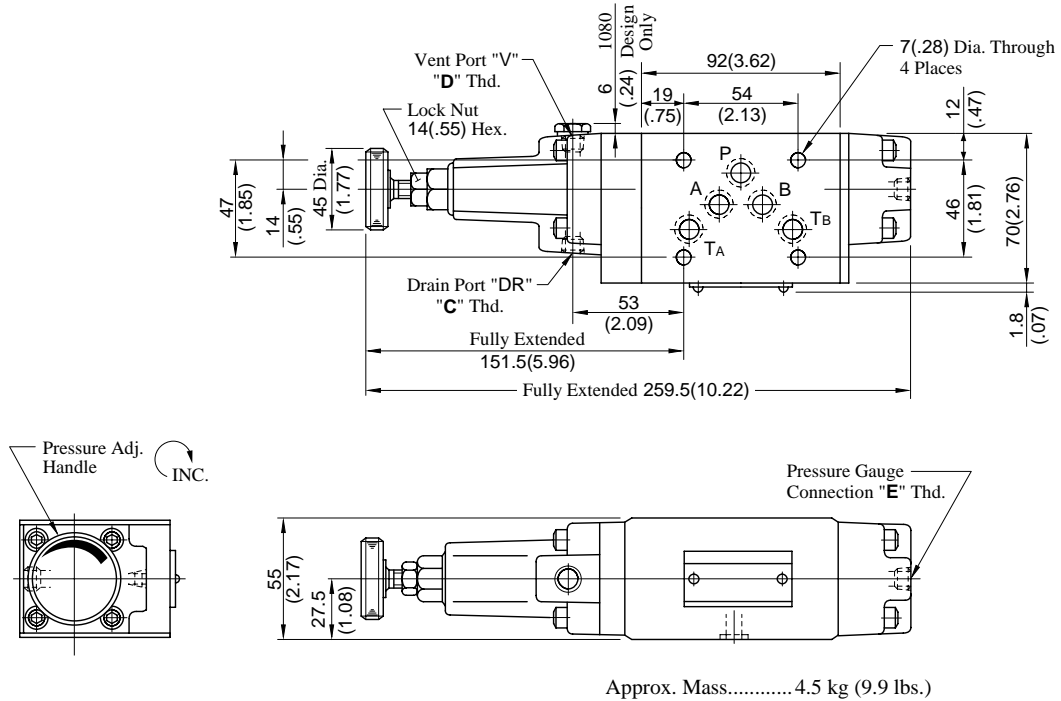 1080
Design
Only
6
(.24)
Vent Port "V"
"D" Thd.
92(3.62)
7(.28) Dia. Through
4 Places
Lock Nut
14(.55) Hex.
19
(.75)
54
(2.13)
12
(.47)
P
A
B
TA
TB
47
(1.85)
14
(.55)
45 Dia.
(1.77)
46
(1.81)
70(2.76)
Drain Port "DR"
"C" Thd.
53
(2.09)
1.8
(.07)
Fully Extended
151.5(5.96)
Fully Extended 259.5(10.22)
Pressure Adj.
Handle
INC.
Pressure Gauge
Connection "E" Thd.
55
(2.17)
27.5
(1.08)
Approx. Mass............ 4.5 kg (9.9 lbs.)